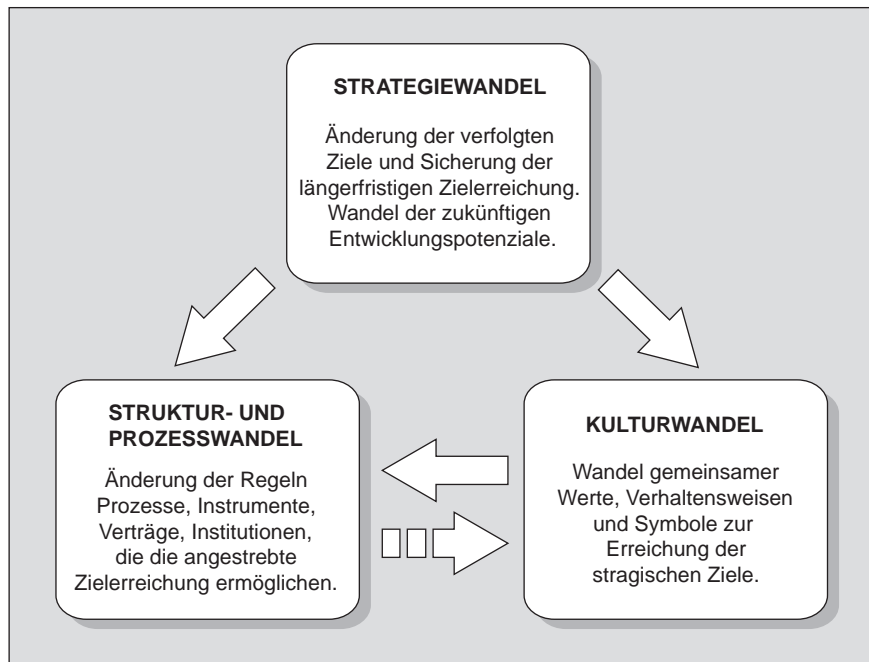 STRATEGIEWANDEL
Änderung der verfolgten
Ziele und Sicherung der
längerfristigen Zielerreichung.
Wandel der zukünftigen
Entwicklungspotenziale.
STRUKTUR- UND
PROZESSWANDEL
Änderung der Regeln
Prozesse, Instrumente,
Verträge, Institutionen,
die die angestrebte
Zielerreichung ermöglichen.
KULTURWANDEL
Wandel gemeinsamer
Werte, Verhaltensweisen
und Symbole zur
Erreichung der
stragischen Ziele.